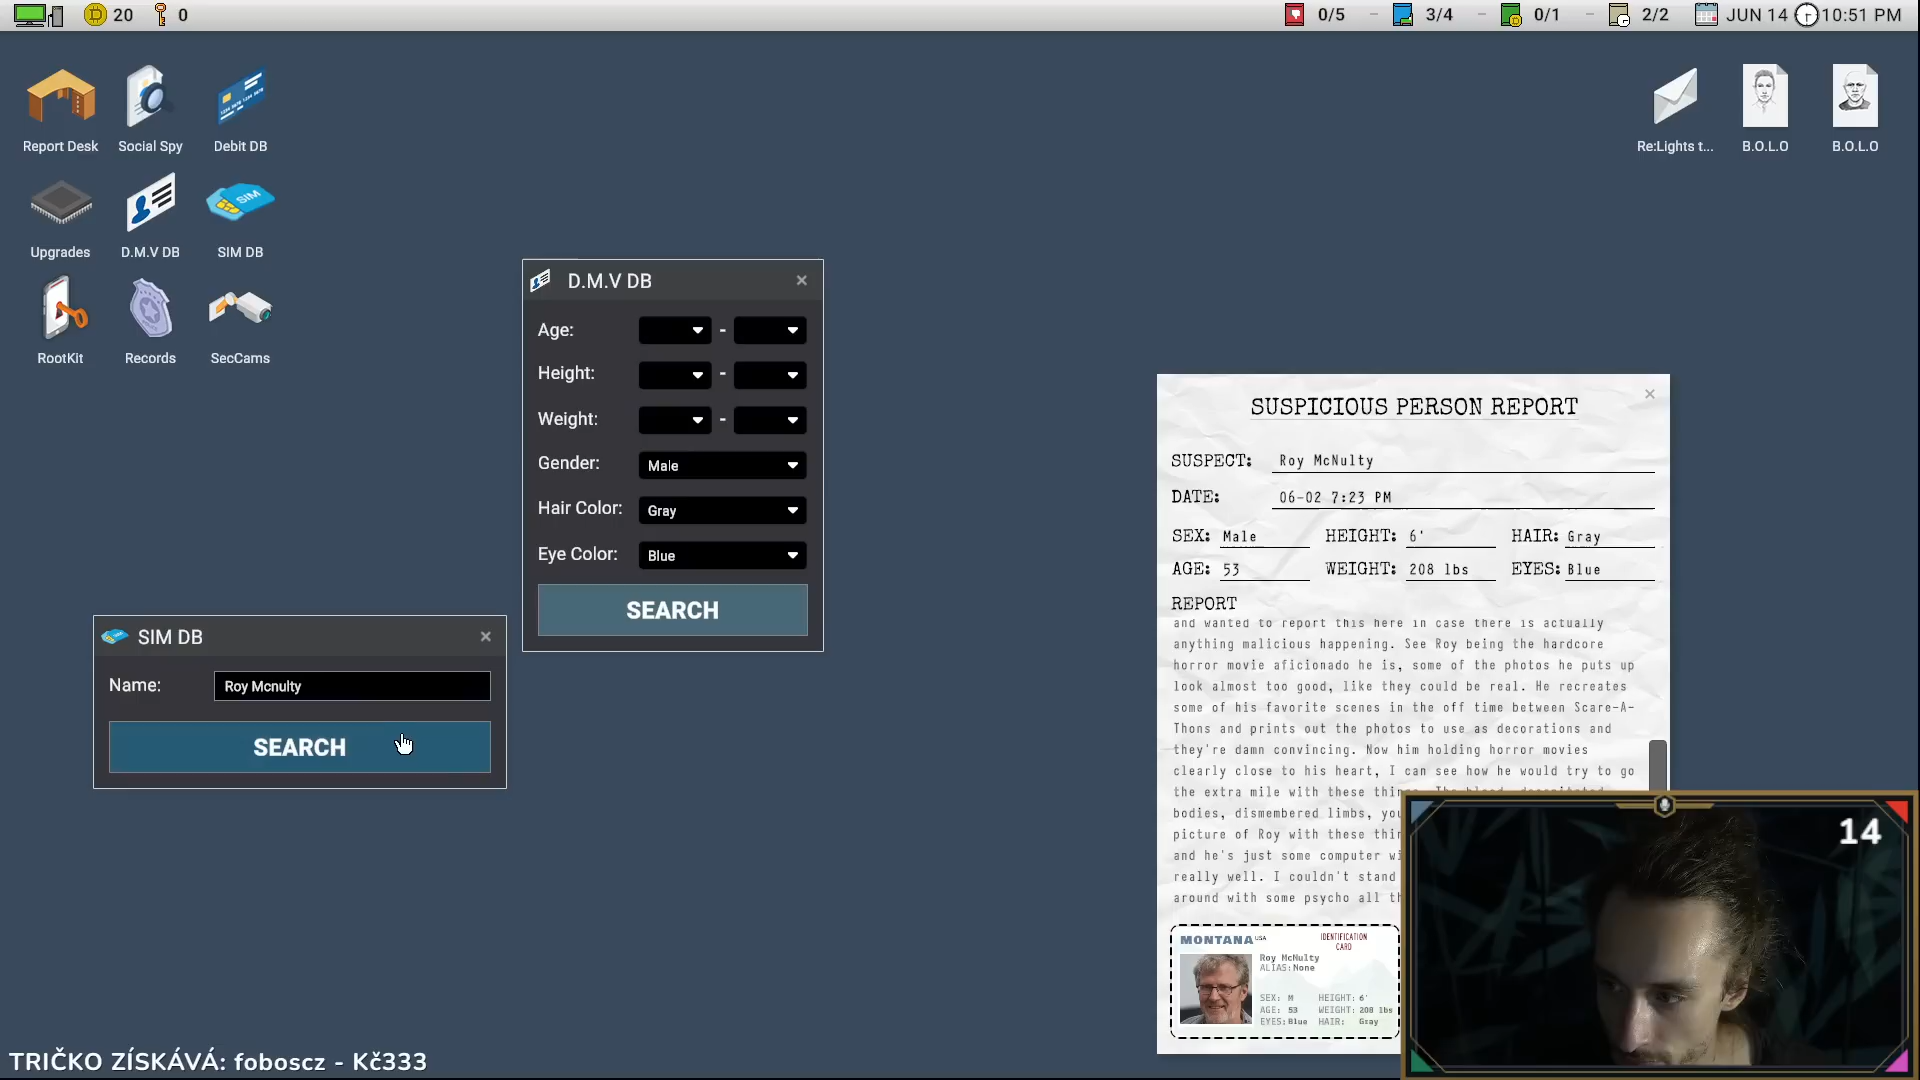 20
0
0/5
3/4
0/1
2/2
JUN 14
10:51 PM
Report Desk
Social Spy
Debit DB
Upgrades
D.M.V DB
SIM DB
RootKit
Records
SecCams
Re:Lights t...
B.O.L.O
B.O.L.O
D.M.V DB
Age:
-
Height:
-
Weight:
-
Gender: Male
Hair Color: Gray
Eye Color: Blue
SEARCH
SIM DB
Name: Roy Mcnulty
SEARCH
SUSPICIOUS PERSON REPORT
SUSPECT: Roy McNulty
DATE: 06-02 7:23 PM
SEX: Male HEIGHT: 6' HAIR: Gray
AGE: 53 WEIGHT: 208 lbs EYES: Blue
REPORT
and wanted to report this here in case there is actually
anything malicious happening. See Roy being the hardcore
horror movie aficionado he is, some of the photos he puts up
look almost too good, like they could be real. He recreates
some of his favorite scenes in the off time between Scare-A-
Thons and prints out the photos to use as decorations and
they're damn convincing. Now him holding horror movies
clearly close to his heart, I can see how he would try to go
the extra mile with these
bodies, dismembered limbs,
picture of Roy with these
and he's just some computer
really well. I couldn't stand
around with some psycho all
MONTANA USA
IDENTIFICATION
CARD
Roy McNulty
ALIAS: None
SEX: M HEIGHT: 6'
AGE: 53 WEIGHT: 208 lbs
EYES: Blue HAIR: Gray
14
TRIČKO ZÍSKÁVÁ: foboscz - Kč333